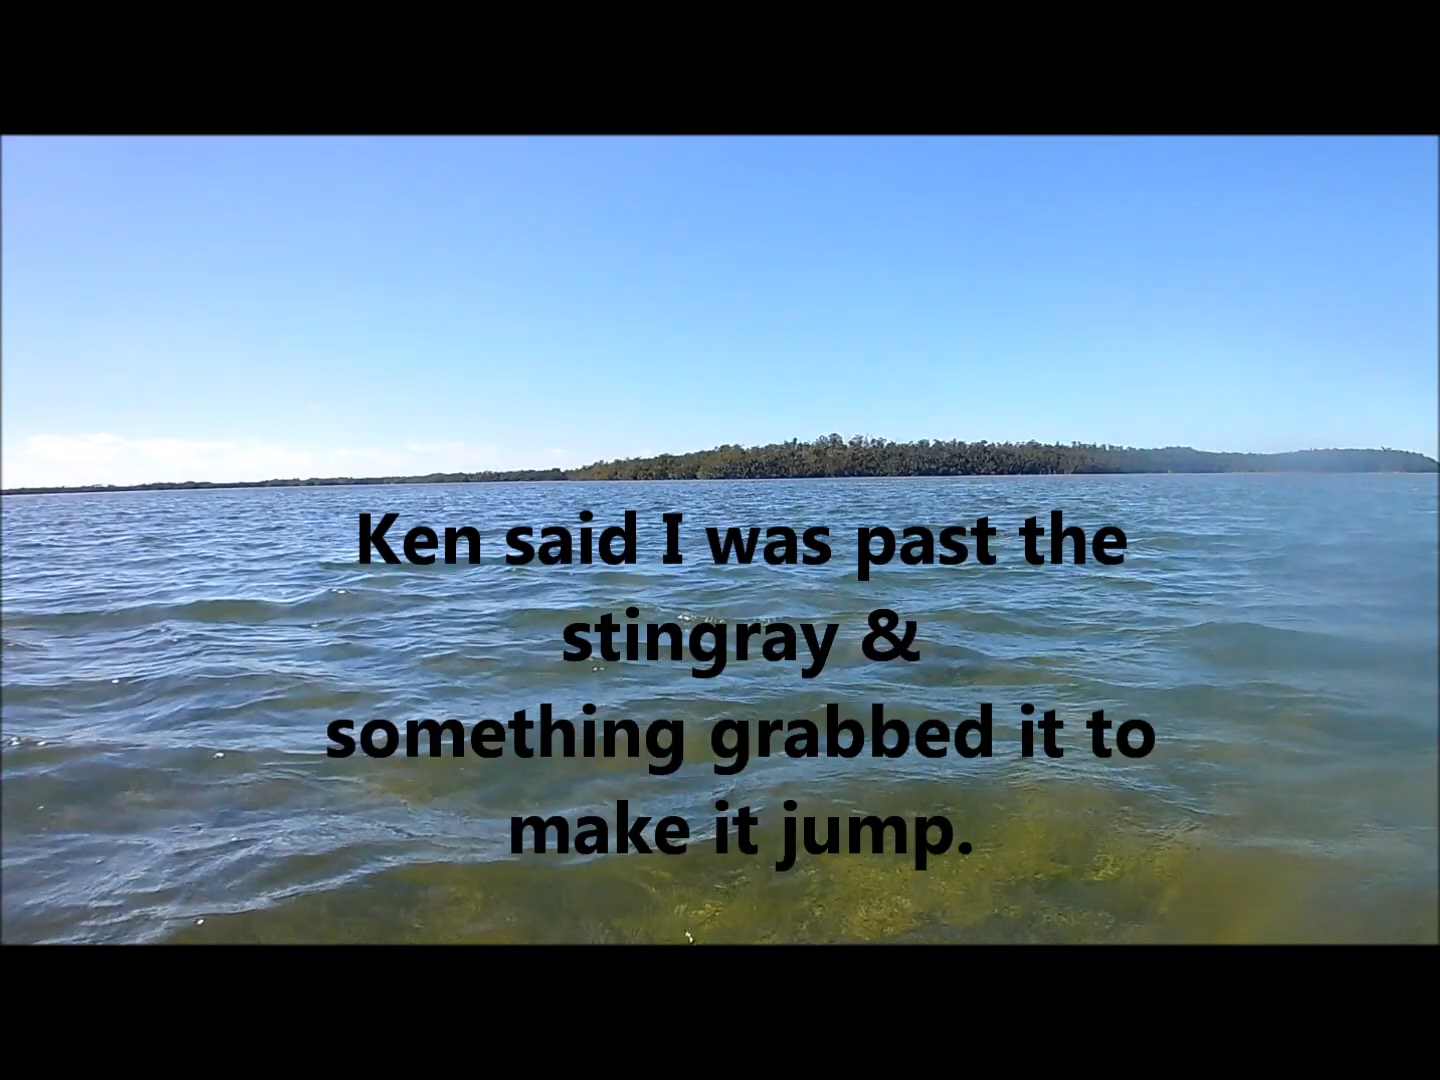 Ken said I was past the
stingray &
something grabbed it to
make it jump.